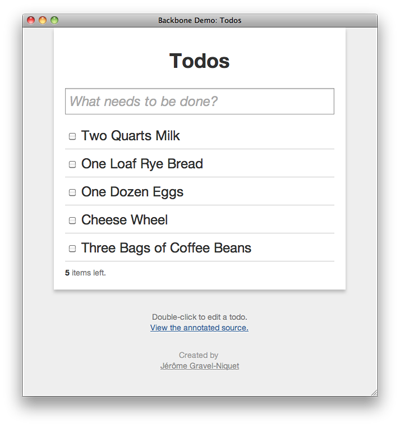 Backbone Demo: Todos
Todos
What needs to be done?
Two Quarts Milk
One Loaf Rye Bread
One Dozen Eggs
Cheese Wheel
Three Bags of Coffee Beans
5 items left.
Double-click to edit a todo.
View the annotated source.
Created by
Jérôme Gravel-Niquet